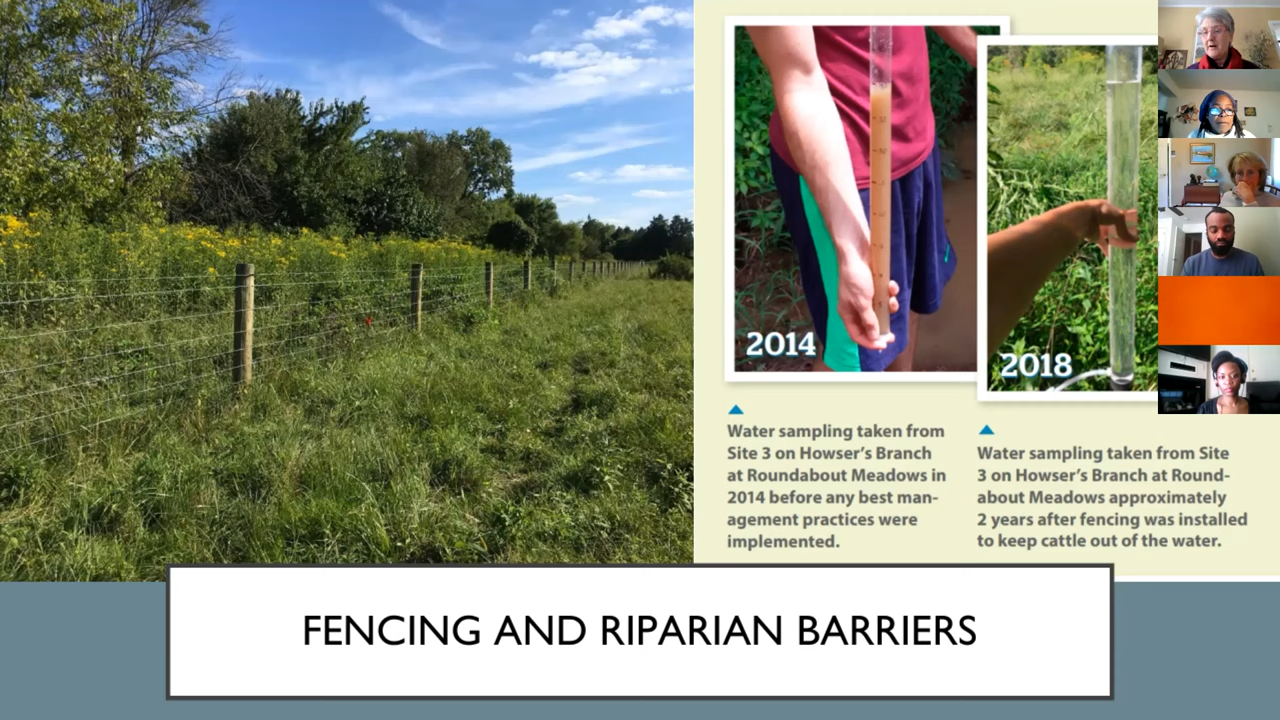 2014
2018
Water sampling taken from
Site 3 on Howser's Branch
at Roundabout Meadows in
2014 before any best man-
agement practices were
implemented.
Water sampling taken from Site
3 on Howser's Branch at Round-
about Meadows approximately
2 years after fencing was installed
to keep cattle out of the water.
FENCING AND RIPARIAN BARRIERS